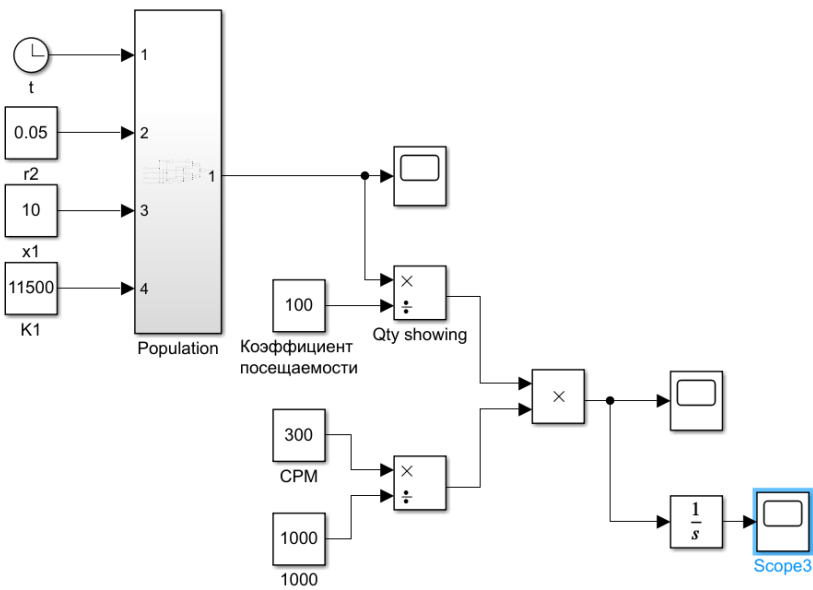 t
1
0.05
r2
2
10
x1
3
11500
K1
4
1
Population
100
Коэффициент
посещаемости
×
÷
Qty showing
300
CPM
1000
1000
×
÷
×
1
s
Scope3